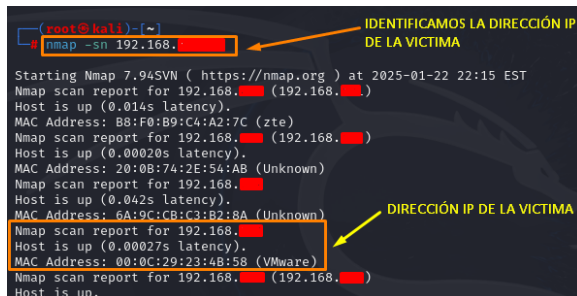 (root㉿kali)-[~]
# nmap -sn 192.168.
IDENTIFICAMOS LA DIRECCIÓN IP
DE LA VICTIMA
Starting Nmap 7.94SVN ( https://nmap.org ) at 2025-01-22 22:15 EST
Nmap scan report for 192.168. (192.168. .)
Host is up (0.014s latency).
MAC Address: B8:F0:B9:C4:A2:7C (zte)
Nmap scan report for 192.168. (192.168. )
Host is up (0.00020s latency).
MAC Address: 20:0B:74:2E:54:AB (Unknown)
Nmap scan report for 192.168.
Host is up (0.042s latency).
MAC Address: 6A:9C:CB:C3:B2:8A (Unknown)
DIRECCIÓN IP DE LA VICTIMA
Nmap scan report for 192.168.
Host is up (0.00027s latency).
MAC Address: 00:0C:29:23:4B:58 (VMware)
Nmap scan report for 192.168. (192.168. )
Host is up.